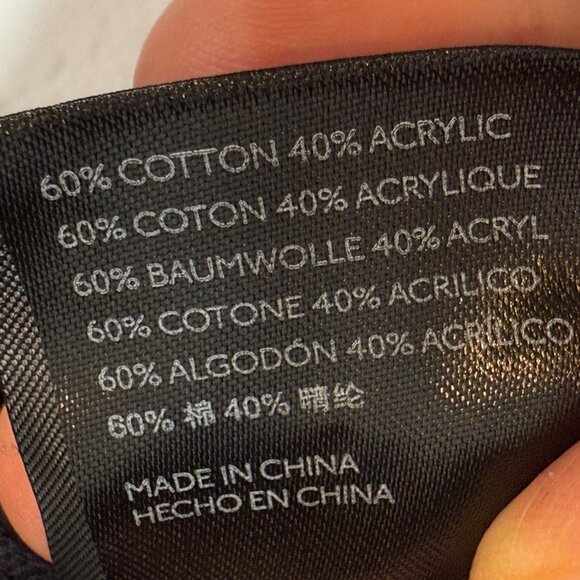 60% COTTON 40% ACRYLIC
60% COTON 40% ACRYLIQUE
60% BAUMWOLLE 40% ACRYL
60% COTONE 40% ACRILICO
60% ALGODÓN 40% ACRÍLICO
60% 棉 40% 晴纶
MADE IN CHINA
HECHO EN CHINA